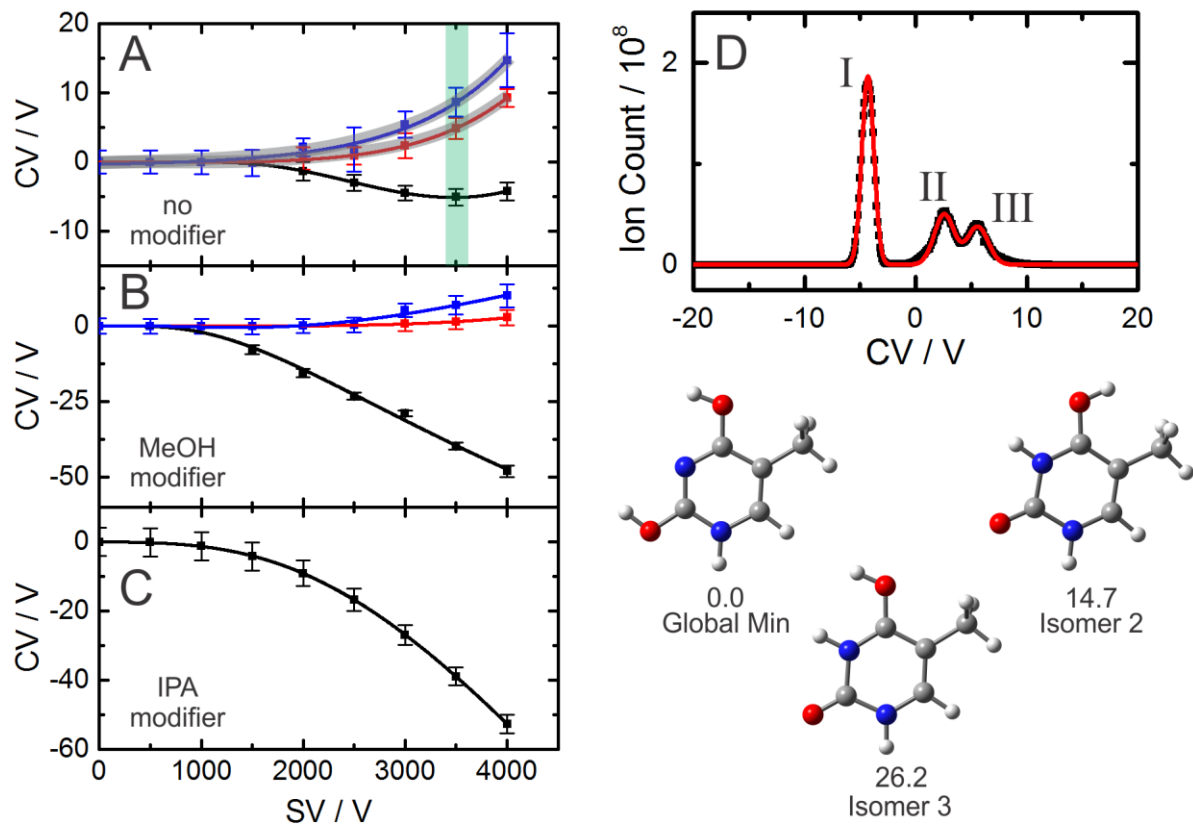 A
CV / V
20
10
0
-10
no
modifier
B
CV / V
0
-25
-50
MeOH
modifier
C
CV / V
0
-20
-40
-60
IPA
modifier
0 1000 2000 3000 4000
SV / V
D
Ion Count / 10⁸
2
0
I
II
III
-20 -10 0 10 20
CV / V
0.0
Global Min
14.7
Isomer 2
26.2
Isomer 3